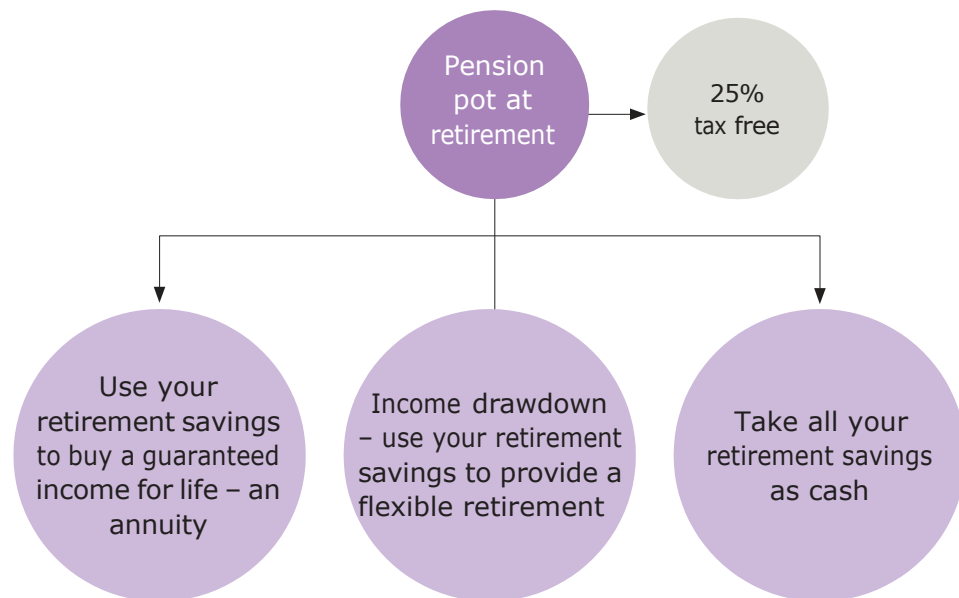 Pension
pot at
retirement
25%
tax free
Use your
retirement savings
to buy a guaranteed
income for life – an
annuity
Income drawdown
– use your retirement
savings to provide a
flexible retirement
Take all your
retirement savings
as cash